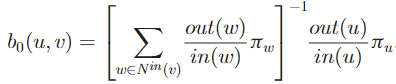 b_0(u, v) = \left[ \sum_{w \in N^{in}(v)} \frac{out(w)}{in(w)} \pi_w \right]^{-1} \frac{out(u)}{in(u)} \pi_u.